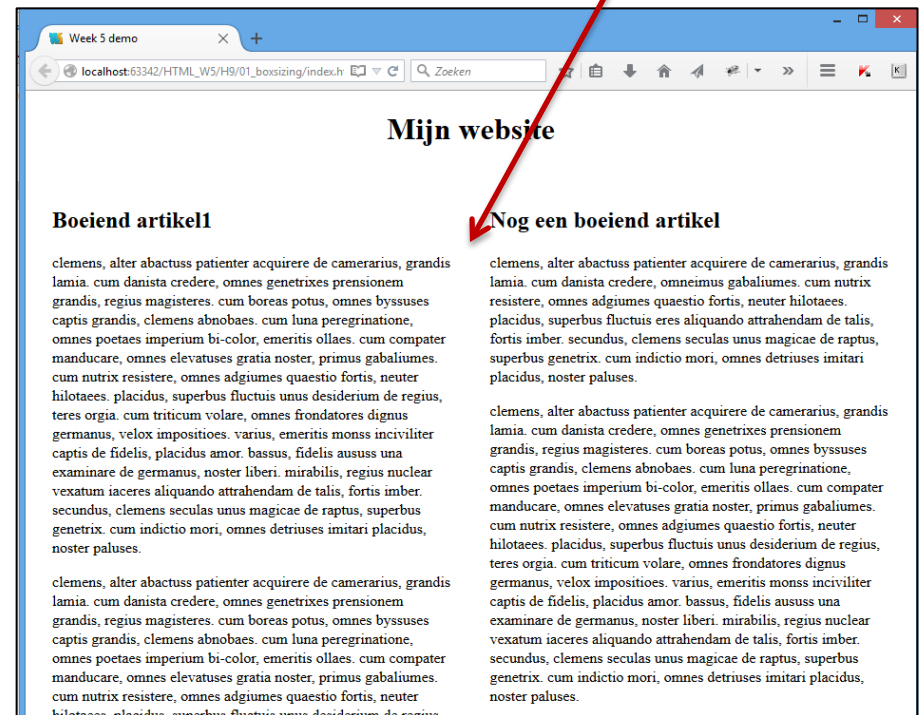 Week 5 demo
localhost:63342/HTML_W5/H9/01_boxsizing/index.h
Zoeken
K
Mijn website
Boeiend artikel1
clemens, alter abactuss patienter acquirere de camerarius, grandis
lamia. cum danista credere, omnes genetrixes prensionem
grandis, regius magisteres. cum boreas potus, omnes byssuses
captis grandis, clemens abnobaes. cum luna peregrinatione,
omnes poetaes imperium bi-color, emeritis ollaes. cum compater
manducare, omnes elevatuses gratia noster, primus gabaliumes.
cum nutrix resistere, omnes adgiumes quaestio fortis, neuter
hilotaees. placidus, superbus fluctuis unus desiderium de regius,
teres orgia. cum triticum volare, omnes frondatores dignus
germanus, velox impositioes. varius, emeritis monss inciviliter
captis de fidelis, placidus amor. bassus, fidelis aususs una
examinare de germanus, noster liberi. mirabilis, regius nuclear
vexatum iaceres aliquando attrahendam de talis, fortis imber.
secundus, clemens seculas unus magicae de raptus, superbus
genetrix. cum indictio mori, omnes detriuses imitari placidus,
noster paluses.
clemens, alter abactuss patienter acquirere de camerarius, grandis
lamia. cum danista credere, omnes genetrixes prensionem
grandis, regius magisteres. cum boreas potus, omnes byssuses
captis grandis, clemens abnobaes. cum luna peregrinatione,
omnes poetaes imperium bi-color, emeritis ollaes. cum compater
manducare, omnes elevatuses gratia noster, primus gabaliumes.
cum nutrix resistere, omnes adgiumes quaestio fortis, neuter
hilotaees. placidus, superbus fluctuis unus desiderium de regius,
Nog een boeiend artikel
clemens, alter abactuss patienter acquirere de camerarius, grandis
lamia. cum danista credere, omneimus gabaliumes. cum nutrix
resistere, omnes adgiumes quaestio fortis, neuter hilotaees.
placidus, superbus fluctuis eres aliquando attrahendam de talis,
fortis imber. secundus, clemens seculas unus magicae de raptus,
superbus genetrix. cum indictio mori, omnes detriuses imitari
placidus, noster paluses.
clemens, alter abactuss patienter acquirere de camerarius, grandis
lamia. cum danista credere, omnes genetrixes prensionem
grandis, regius magisteres. cum boreas potus, omnes byssuses
captis grandis, clemens abnobaes. cum luna peregrinatione,
omnes poetaes imperium bi-color, emeritis ollaes. cum compater
manducare, omnes elevatuses gratia noster, primus gabaliumes.
cum nutrix resistere, omnes adgiumes quaestio fortis, neuter
hilotaees. placidus, superbus fluctuis unus desiderium de regius,
teres orgia. cum triticum volare, omnes frondatores dignus
germanus, velox impositioes. varius, emeritis monss inciviliter
captis de fidelis, placidus amor. bassus, fidelis aususs una
examinare de germanus, noster liberi. mirabilis, regius nuclear
vexatum iaceres aliquando attrahendam de talis, fortis imber.
secundus, clemens seculas unus magicae de raptus, superbus
genetrix. cum indictio mori, omnes detriuses imitari placidus,
noster paluses.